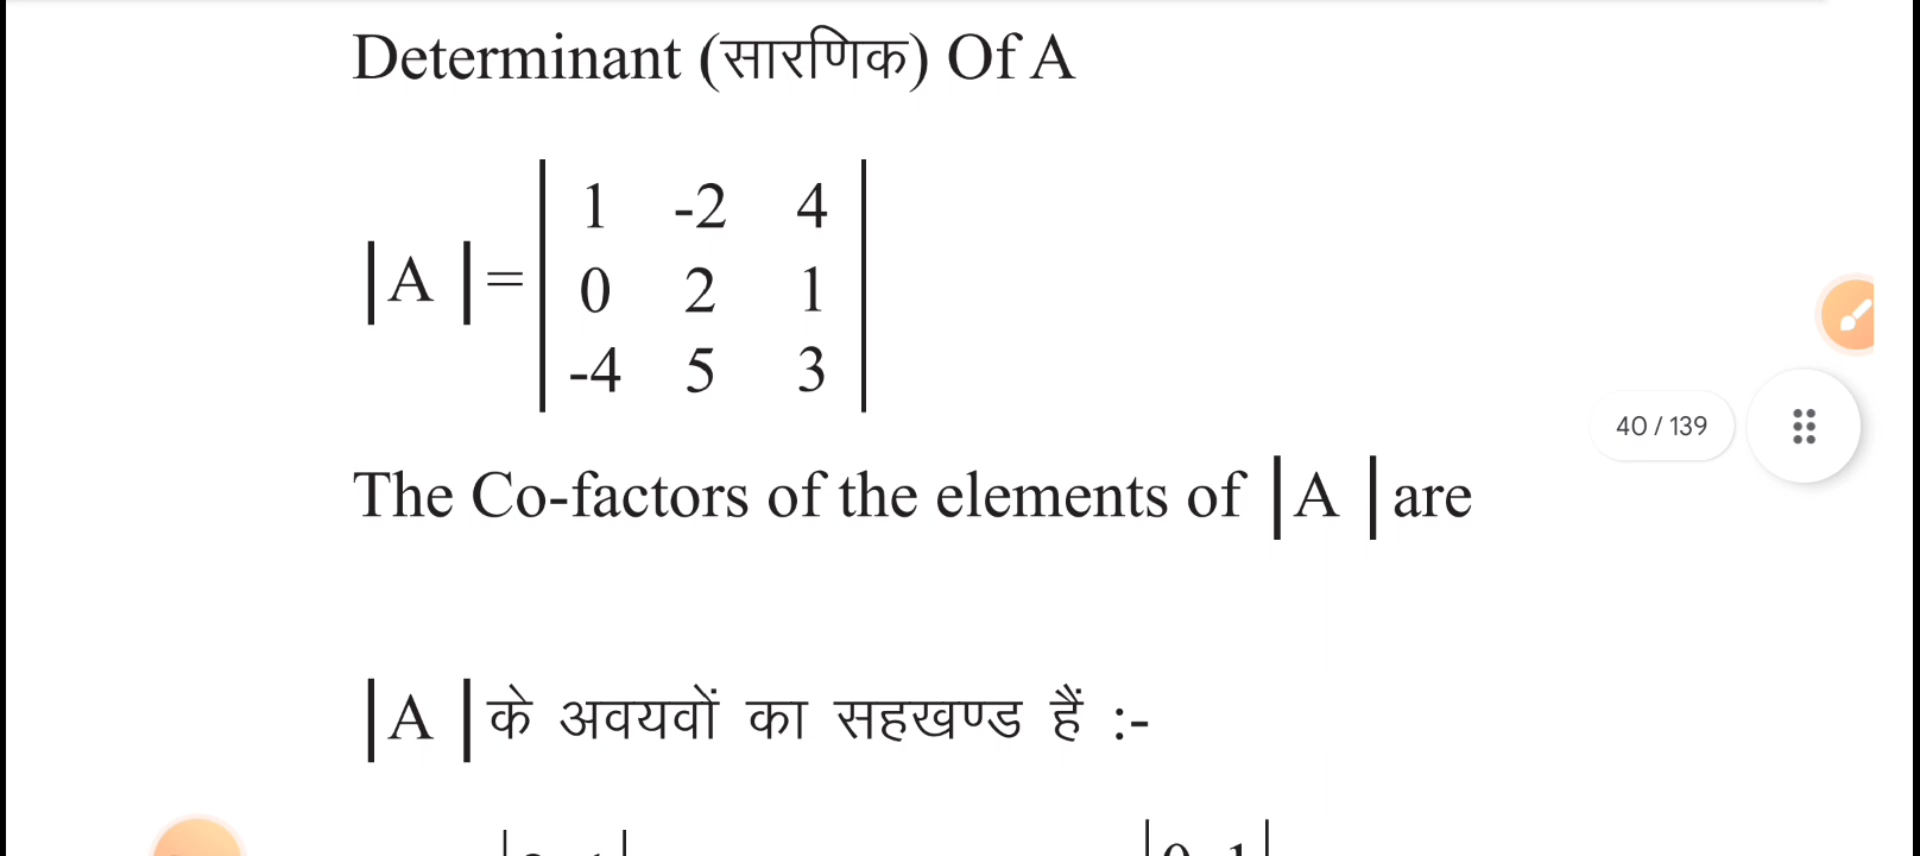 Determinant (सारणिक) Of A
|A |= | 1 -2 4 |
| 0 2 1 |
| -4 5 3 |
40 / 139
The Co-factors of the elements of |A | are
|A | के अवयवों का सहखण्ड हैं :-